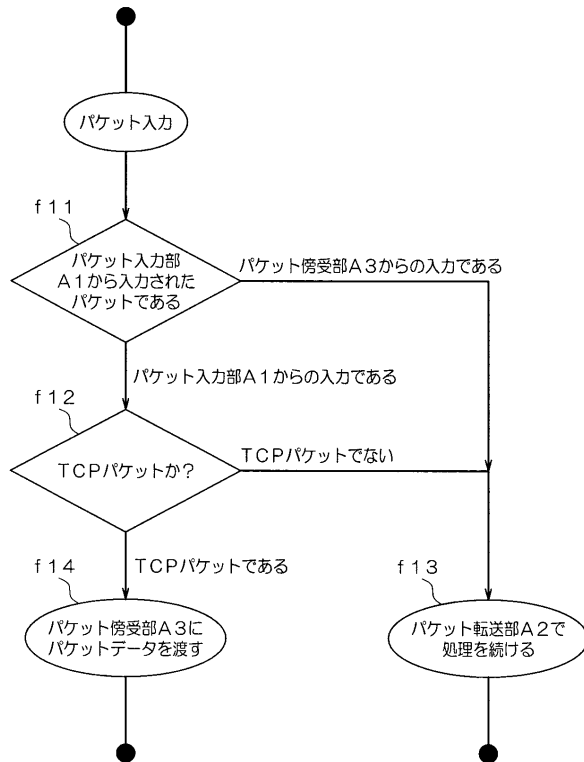 パケット入力
f11
パケット入力部
A1から入力された
パケットである
パケット傍受部A3からの入力である
パケット入力部A1からの入力である
f12
TCPパケットか?
TCPパケットでない
TCPパケットである
f14
パケット傍受部A3に
パケットデータを渡す
f13
パケット転送部A2で
処理を続ける